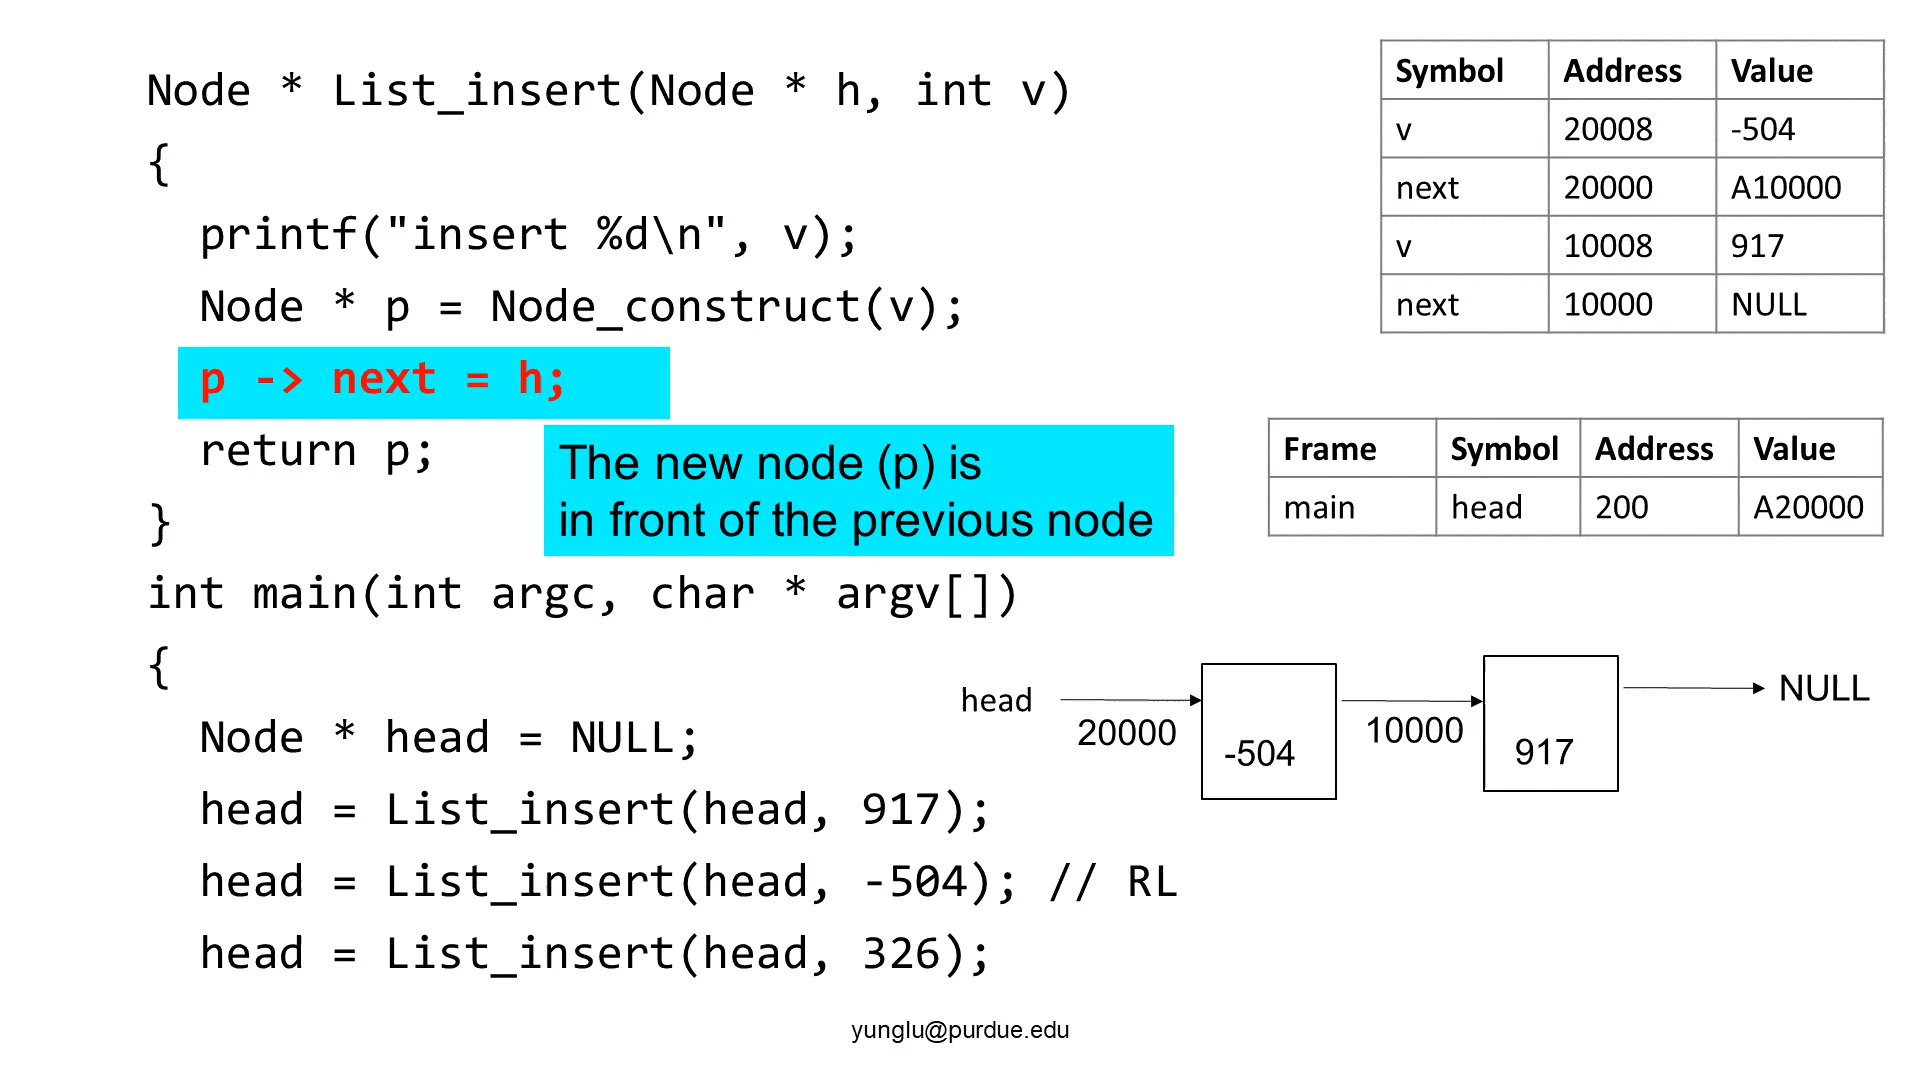 Node * List_insert(Node * h, int v)
{
printf("insert %d\n", v);
Node * p = Node_construct(v);
p -> next = h;
return p;
}
The new node (p) is
in front of the previous node
int main(int argc, char * argv[])
{
Node * head = NULL;
head = List_insert(head, 917);
head = List_insert(head, -504); // RL
head = List_insert(head, 326);
Symbol Address Value
v 20008 -504
next 20000 A10000
v 10008 917
next 10000 NULL
Frame Symbol Address Value
main head 200 A20000
head 20000 -504 10000 917 NULL
yunglu@purdue.edu